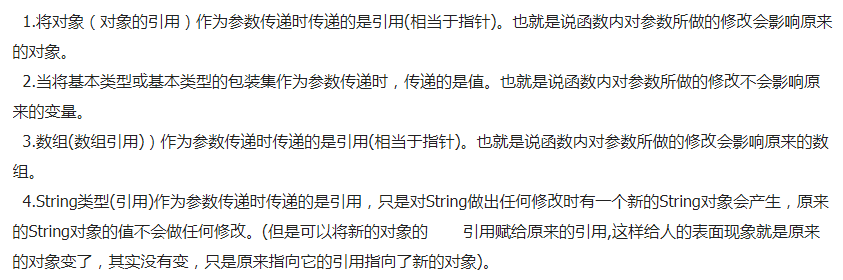 1.将对象（对象的引用）作为参数传递时传递的是引用(相当于指针)。也就是说函数内对参数所做的修改会影响原来
的对象。
2.当将基本类型或基本类型的包装集作为参数传递时，传递的是值。也就是说函数内对参数所做的修改不会影响原
来的变量。
3.数组(数组引用)）作为参数传递时传递的是引用(相当于指针)。也就是说函数内对参数所做的修改会影响原来的数
组。
4.String类型(引用)作为参数传递时传递的是引用，只是对String做出任何修改时有一个新的String对象会产生，原来
的String对象的值不会做任何修改。(但是可以将新的对象的　　引用赋给原来的引用,这样给人的表面现象就是原来
的对象变了，其实没有变，只是原来指向它的引用指向了新的对象)。